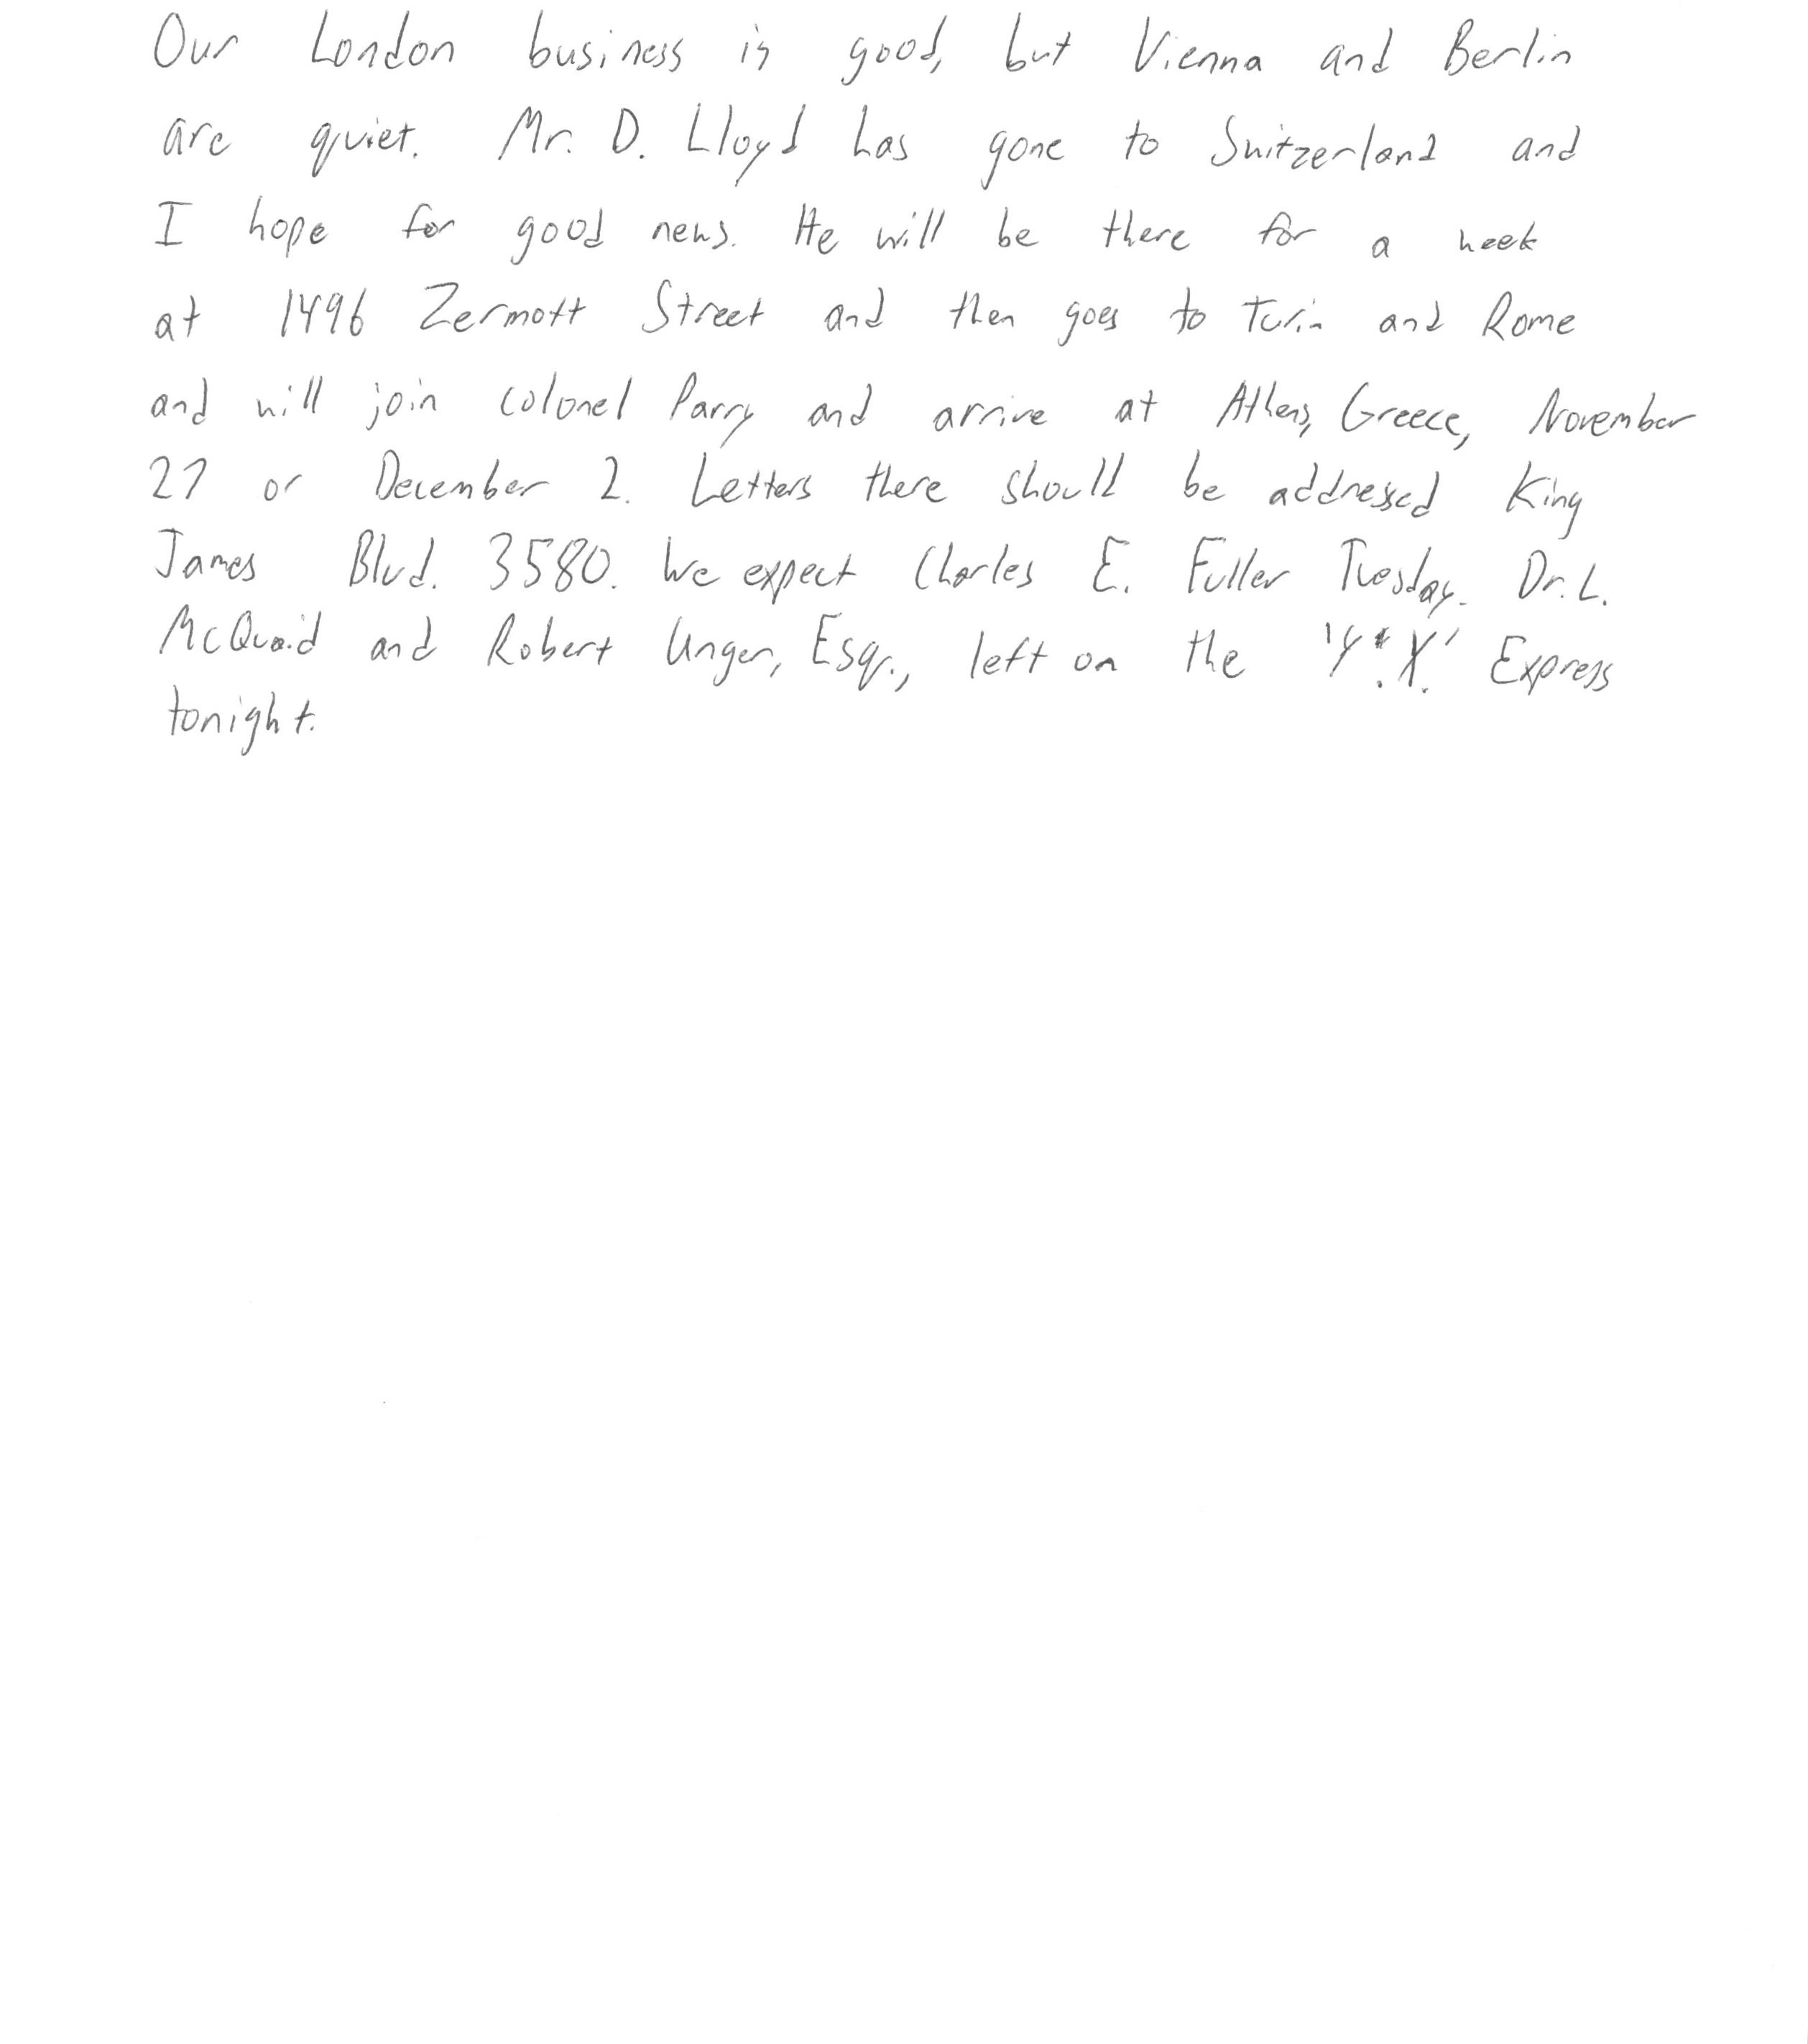 Our London business is good, but Vienna and Berlin
are quiet. Mr. D. Lloyd has gone to Switzerland and
I hope for good news. He will be there for a week
at 1496 Zermott Street and then goes to Turin and Rome
and will join Colonel Parry and arrive at Athens, Greece, November
27 or December 2. Letters there should be addressed King
James Blvd. 3580. We expect Charles E. Fuller Tuesday. Dr. L.
McQuaid and Robert Unger, Esqr., left on the Express
tonight.